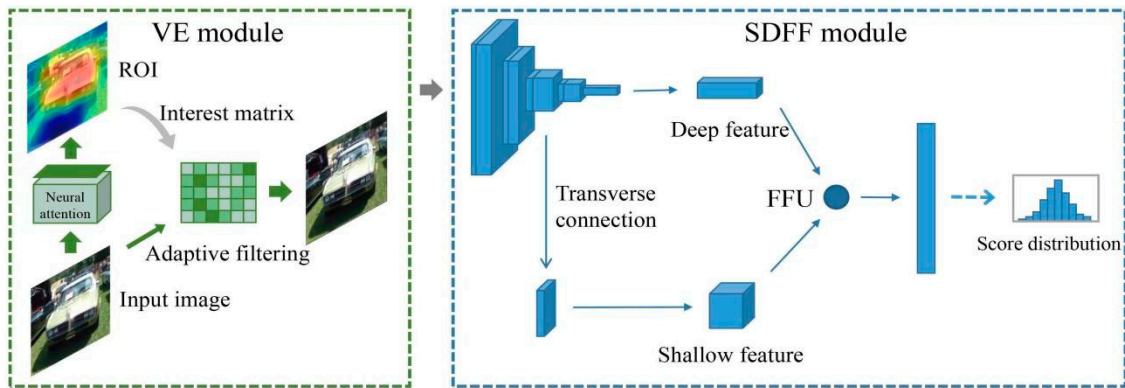 VE module
ROI
Interest matrix
Neural
attention
Adaptive filtering
Input image
SDFF module
Deep feature
Transverse
connection
FFU
Score distribution
Shallow feature